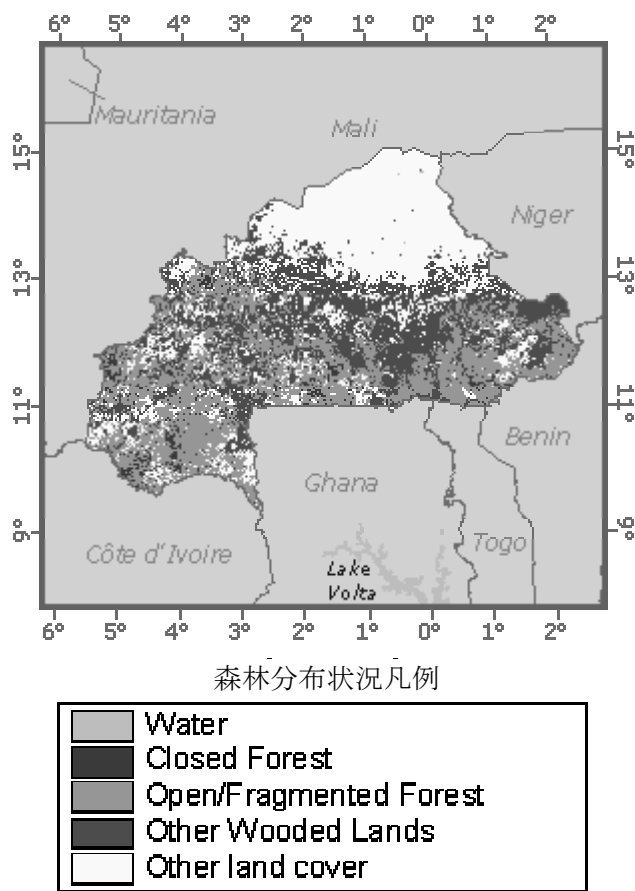 6° 5° 4° 3° 2° 1° 0° 1° 2°
Mauritania
Mali
15° 15°
Niger
13° 13°
11° 11°
Benin
Ghana
9° 9°
Togo
Côte d'Ivoire
Lake
Volta
6° 5° 4° 3° 2° 1° 0° 1° 2°
森林分布状況凡例
Water
Closed Forest
Open/Fragmented Forest
Other Wooded Lands
Other land cover